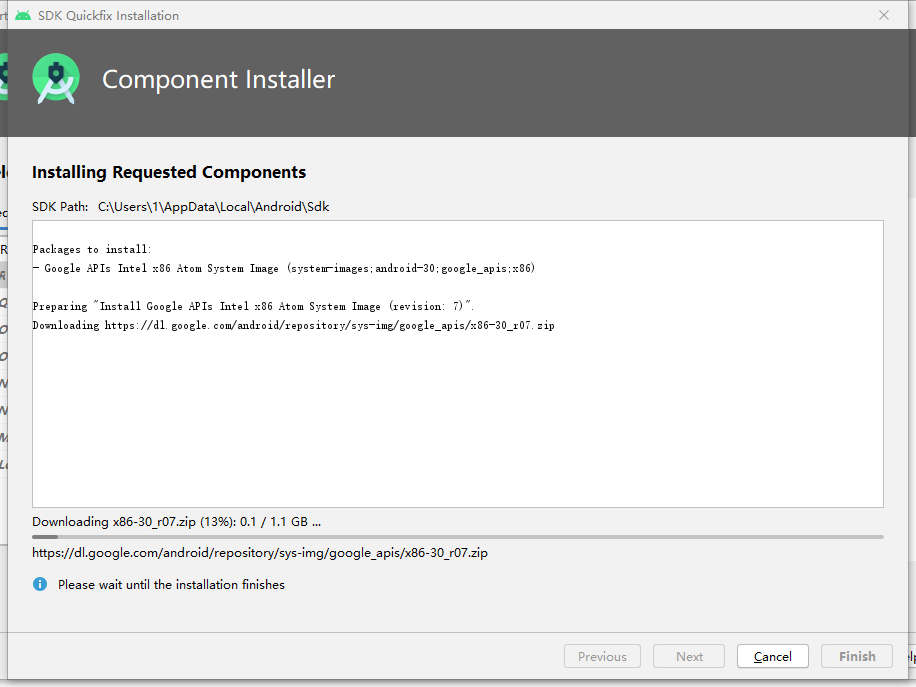 SDK Quickfix Installation
Component Installer
Installing Requested Components
SDK Path: C:\Users\1\AppData\Local\Android\Sdk
Packages to install:
- Google APIs Intel x86 Atom System Image (system-images;android-30;google_apis;x86)
Preparing "Install Google APIs Intel x86 Atom System Image (revision: 7)".
Downloading https://dl.google.com/android/repository/sys-img/google_apis/x86-30_r07.zip
Downloading x86-30_r07.zip (13%): 0.1 / 1.1 GB ...
https://dl.google.com/android/repository/sys-img/google_apis/x86-30_r07.zip
Please wait until the installation finishes
Previous Next Cancel Finish